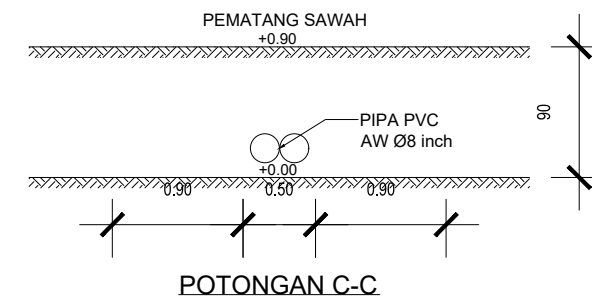 PEMATANG SAWAH
+0.90
90
PIPA PVC
AW Ø8 inch
+0.00
0.90 0.50 0.90
POTONGAN C-C